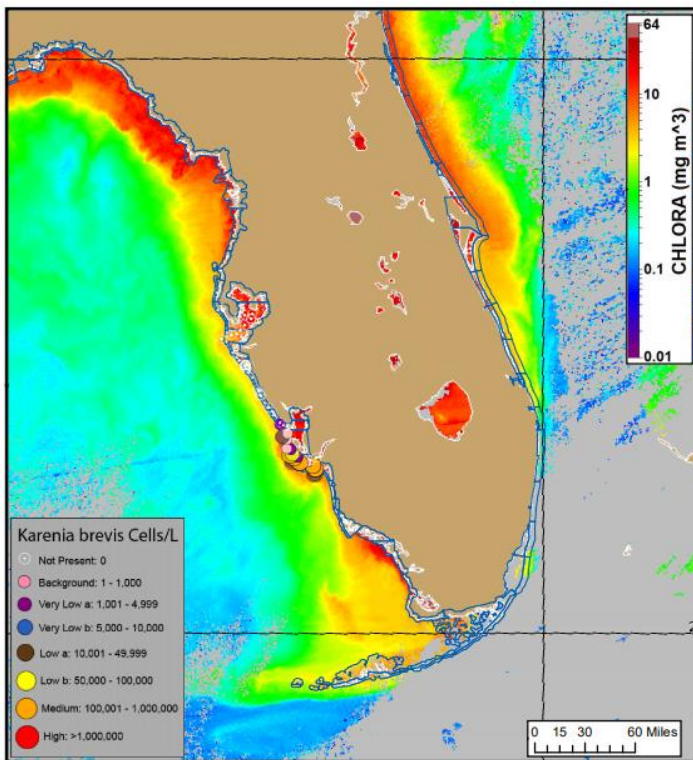 64
10
1
0.1
0.01
CHLORA (mg m^3)
Karenia brevis Cells/L
Not Present: 0
Background: 1 - 1,000
Very Low a: 1,001 - 4,999
Very Low b: 5,000 - 10,000
Low a: 10,001 - 49,999
Low b: 50,000 - 100,000
Medium: 100,001 - 1,000,000
High: >1,000,000
0 15 30 60 Miles